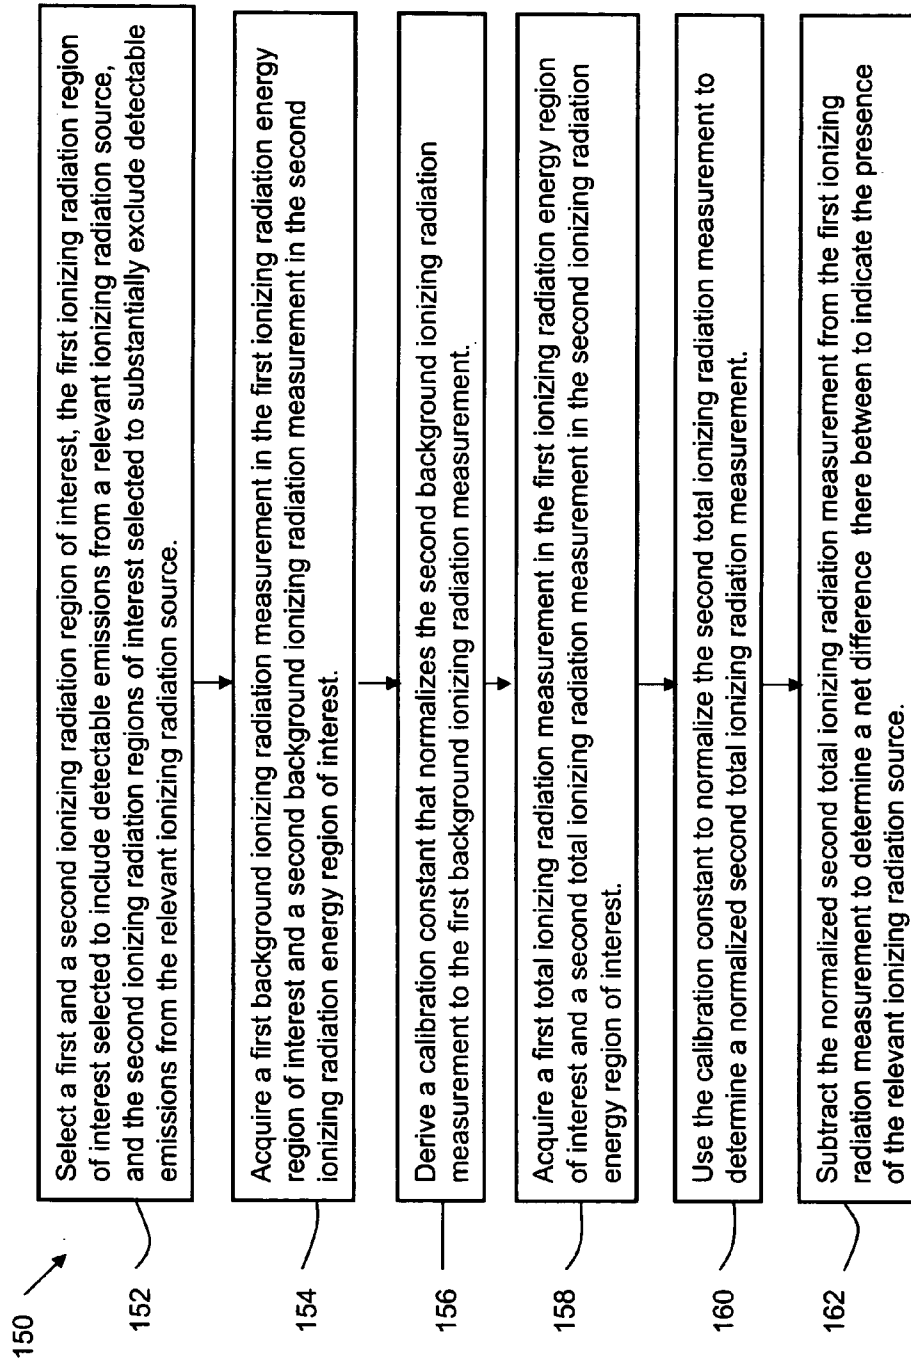 150
152
Select a first and a second ionizing radiation region of interest, the first ionizing radiation region
of interest selected to include detectable emissions from a relevant ionizing radiation source,
and the second ionizing radiation regions of interest selected to substantially exclude detectable
emissions from the relevant ionizing radiation source.
154
Acquire a first background ionizing radiation measurement in the first ionizing radiation energy
region of interest and a second background ionizing radiation measurement in the second
ionizing radiation energy region of interest.
156
Derive a calibration constant that normalizes the second background ionizing radiation
measurement to the first background ionizing radiation measurement.
158
Acquire a first total ionizing radiation measurement in the first ionizing radiation energy region
of interest and a second total ionizing radiation measurement in the second ionizing radiation
energy region of interest.
160
Use the calibration constant to normalize the second total ionizing radiation measurement to
determine a normalized second total ionizing radiation measurement.
162
Subtract the normalized second total ionizing radiation measurement from the first ionizing
radiation measurement to determine a net difference there between to indicate the presence
of the relevant ionizing radiation source.